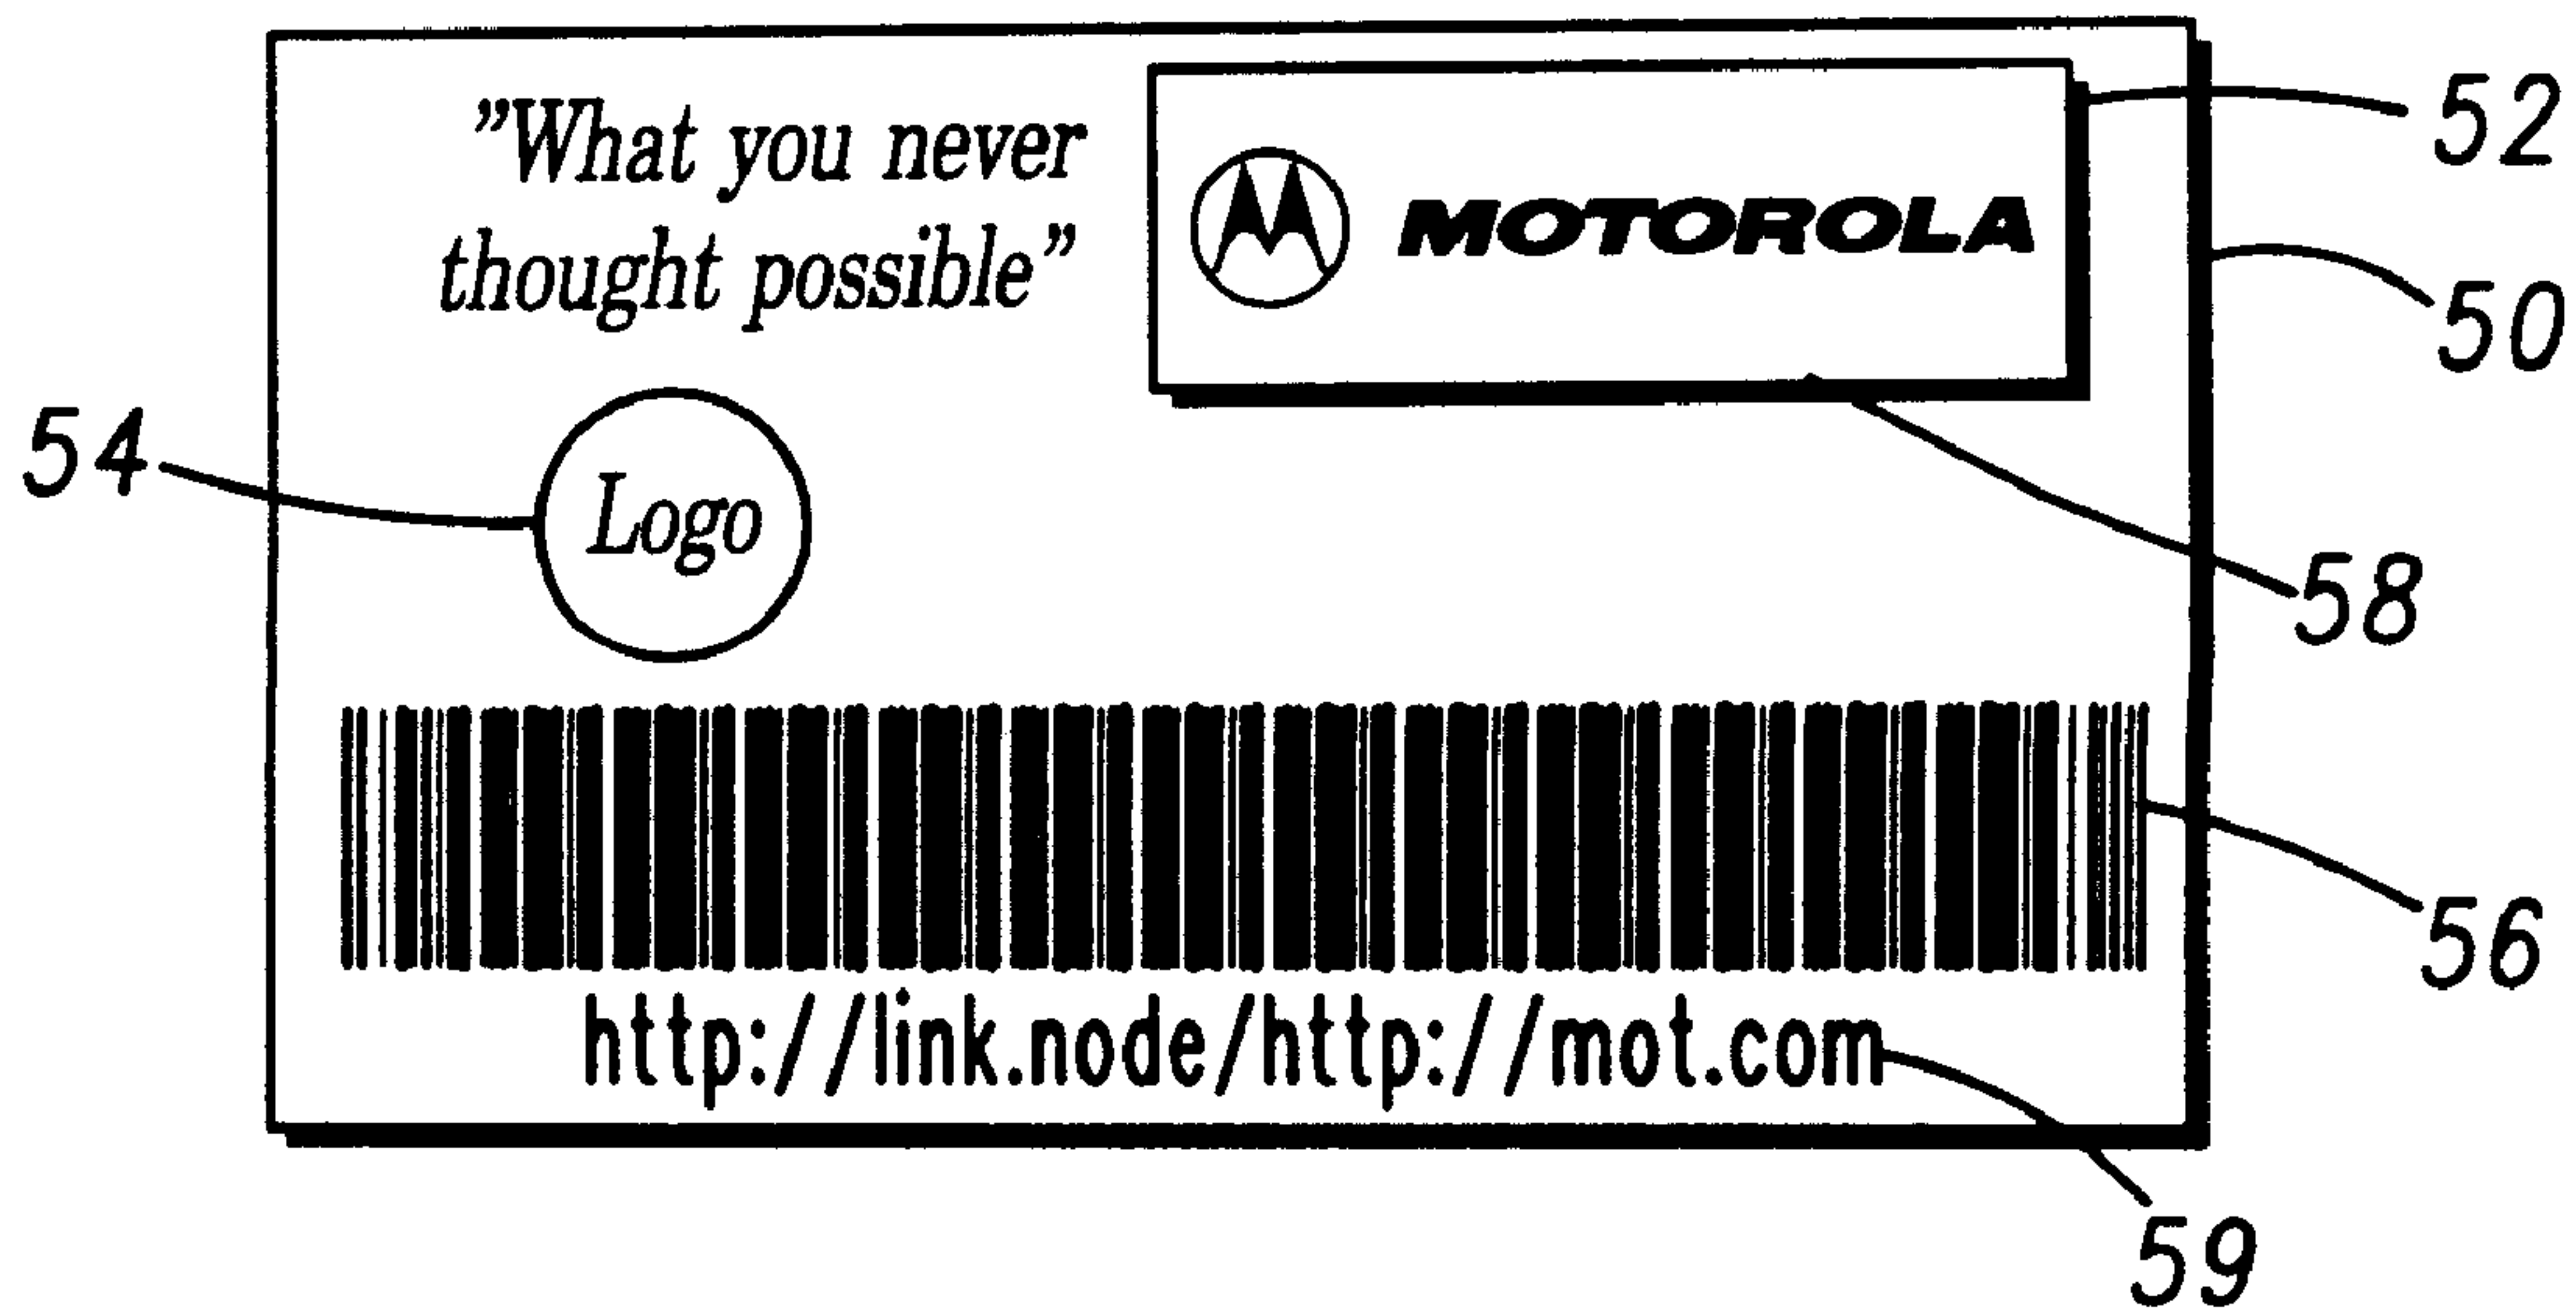 ”What you never
thought possible”
MOTOROLA
52
50
54
Logo
58
56
http://link.node/http://mot.com
59